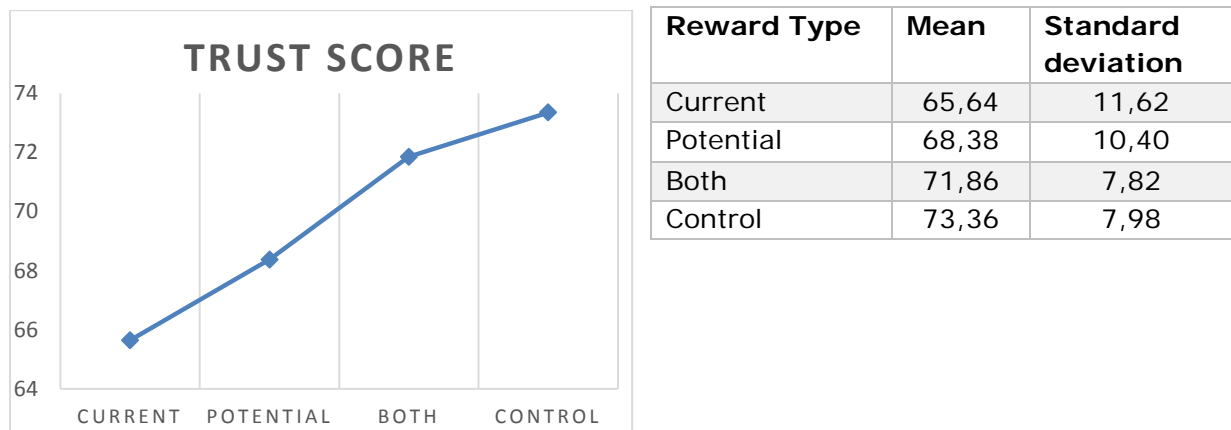 TRUST SCORE
74
72
70
68
66
64
CURRENT POTENTIAL BOTH CONTROL
Reward Type Mean Standard deviation
Current 65,64 11,62
Potential 68,38 10,40
Both 71,86 7,82
Control 73,36 7,98